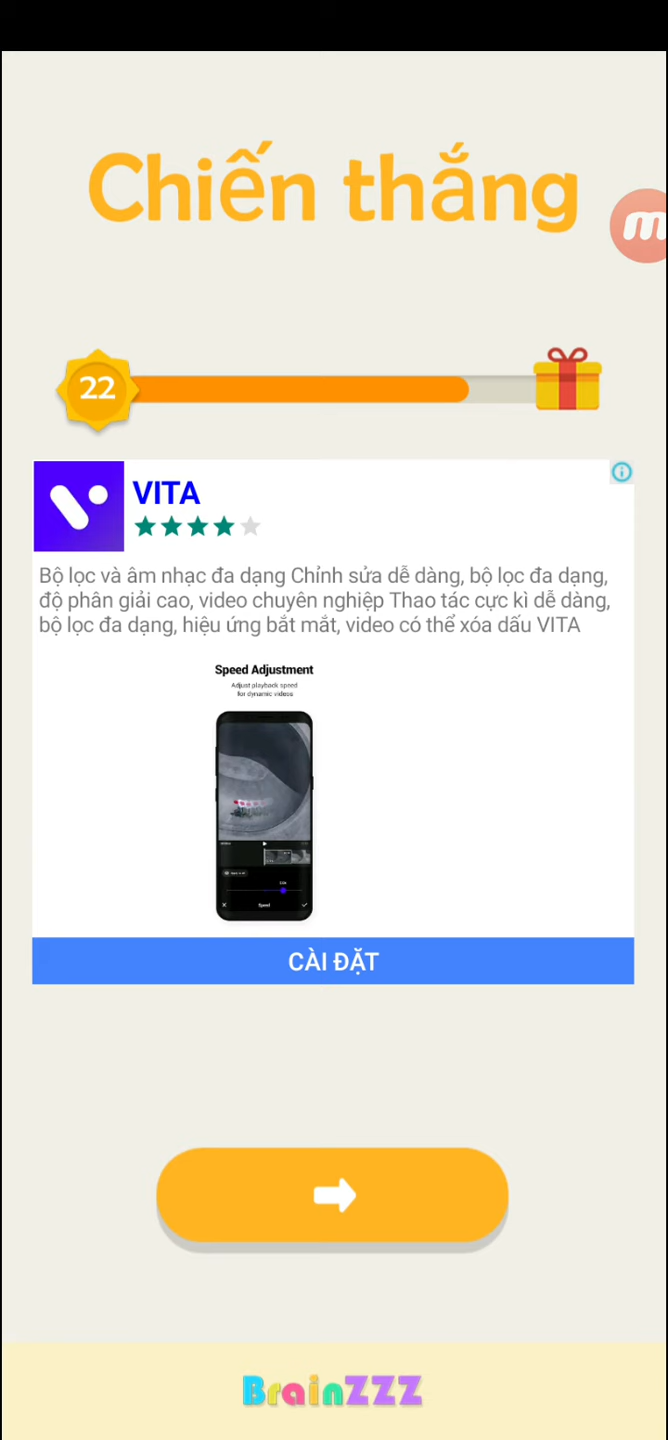 Chiến thắng
22
VITA
Bộ lọc và âm nhạc đa dạng Chỉnh sửa dễ dàng, bộ lọc đa dạng,
độ phân giải cao, video chuyên nghiệp Thao tác cực kì dễ dàng,
bộ lọc đa dạng, hiệu ứng bắt mắt, video có thể xóa dấu VITA
Speed Adjustment
Adjust playback speed
for dynamic videos
Speed
CÀI ĐẶT
BrainZZZ